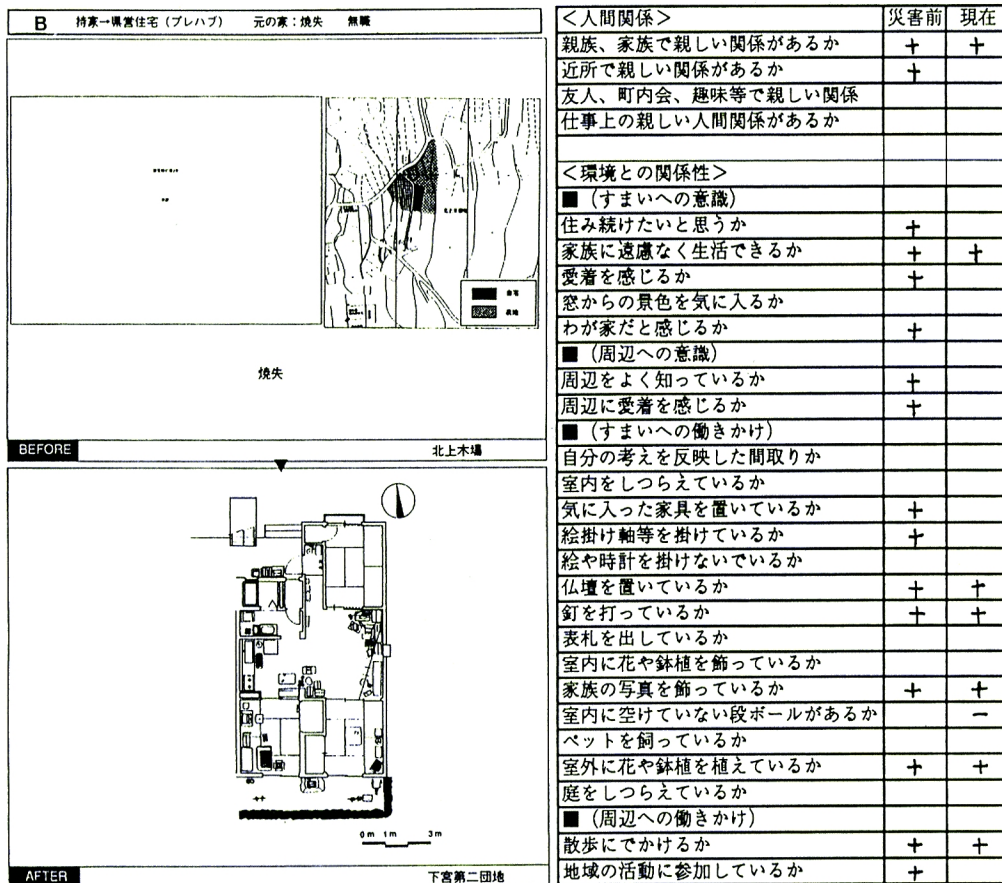 B 持家→県営住宅（プレハブ） 元の家：焼失 無職
自宅
農地
焼失
BEFORE 北上木場
0m 1m 3m
AFTER 下宮第二団地
＜人間関係＞ 災害前 現在
親族、家族で親しい関係があるか ＋ ＋
近所で親しい関係があるか ＋
友人、町内会、趣味等で親しい関係
仕事上の親しい人間関係があるか
＜環境との関係性＞
■（すまいへの意識）
住み続けたいと思うか ＋
家族に遠慮なく生活できるか ＋ ＋
愛着を感じるか ＋
窓からの景色を気に入るか
わが家だと感じるか ＋
■（周辺への意識）
周辺をよく知っているか ＋
周辺に愛着を感じるか ＋
■（すまいへの働きかけ）
自分の考えを反映した間取りか
室内をしつらえているか
気に入った家具を置いているか ＋
絵掛け軸等を掛けているか ＋
絵や時計を掛けないでいるか
仏壇を置いているか ＋ ＋
釘を打っているか ＋ ＋
表札を出しているか
室内に花や鉢植を飾っているか
家族の写真を飾っているか ＋ ＋
室内に空けていない段ボールがあるか －
ペットを飼っているか
室外に花や鉢植を植えているか ＋ ＋
庭をしつらえているか
■（周辺への働きかけ）
散歩にでかけるか ＋ ＋
地域の活動に参加しているか ＋